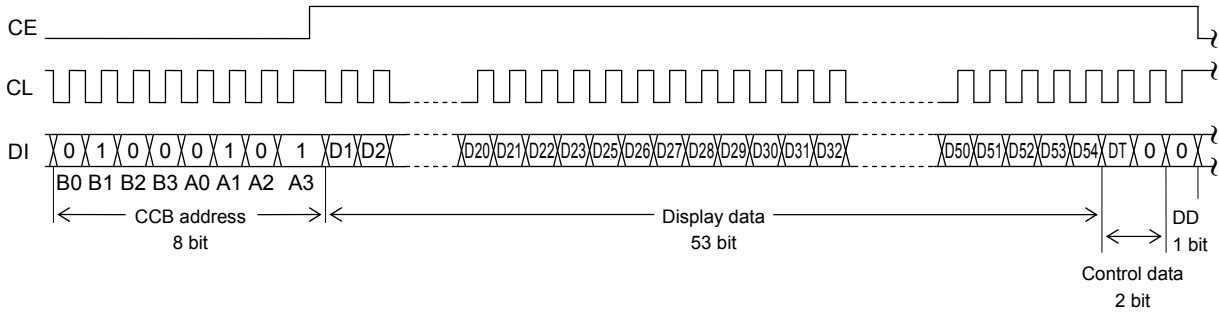 CE
CL
DI 0 1 0 0 0 1 0 1 D1 D2 D20 D21 D22 D23 D25 D26 D27 D28 D29 D30 D31 D32 D50 D51 D52 D53 D54 DT 0 0
B0 B1 B2 B3 A0 A1 A2 A3
CCB address Display data DD
8 bit 53 bit 1 bit
Control data
2 bit